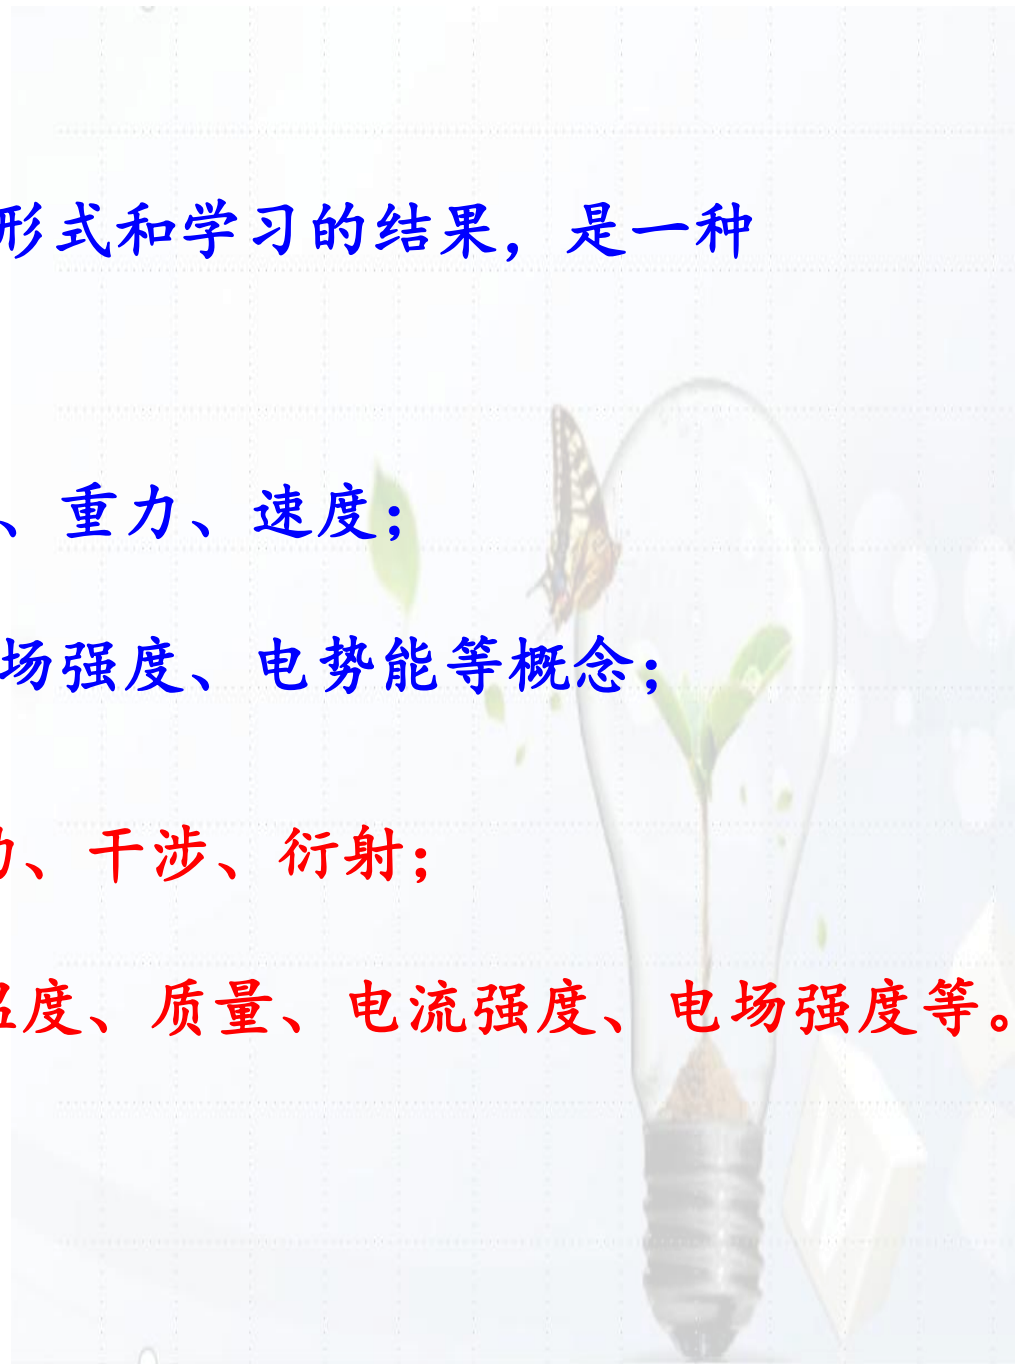 形式和学习的结果，是一种
、重力、速度；
场强度、电势能等概念；
、干涉、衍射；
度、质量、电流强度、电场强度等。